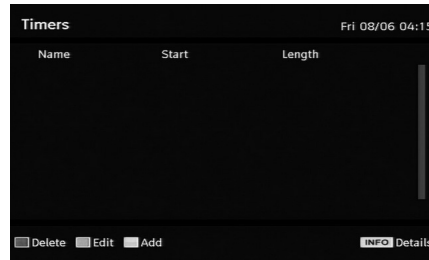 Timers Fri 08/06 04:15
Name Start Length
Delete Edit Add INFO Details